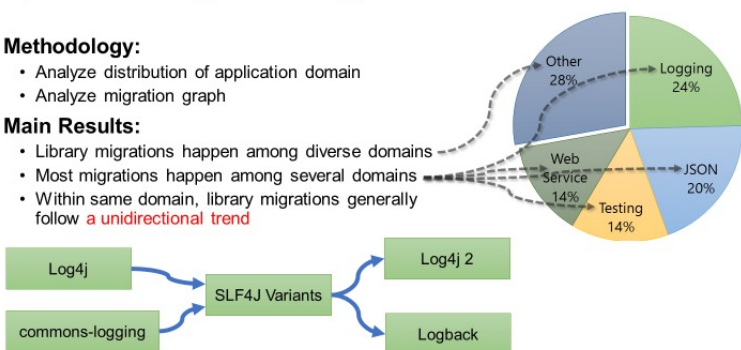 Methodology:
• Analyze distribution of application domain
• Analyze migration graph
Main Results:
• Library migrations happen among diverse domains
• Most migrations happen among several domains
• Within same domain, library migrations generally
follow a unidirectional trend
Other
28%
Logging
24%
Web
Service
14%
JSON
20%
Testing
14%
Log4j
commons-logging
SLF4J Variants
Log4j 2
Logback